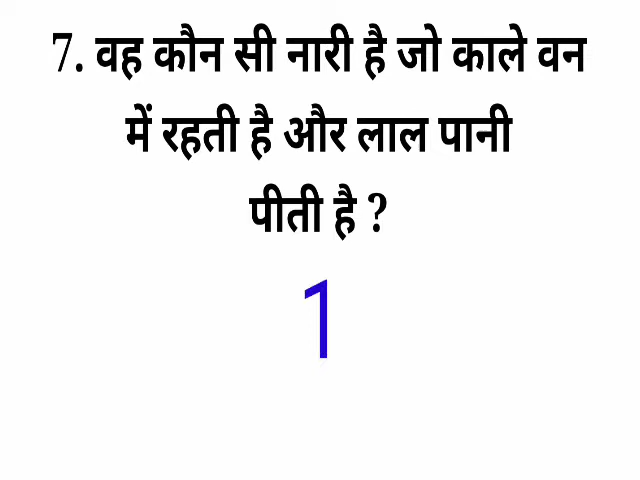 7. वह कौन सी नारी है जो काले वन
में रहती है और लाल पानी
पीती है ?
1